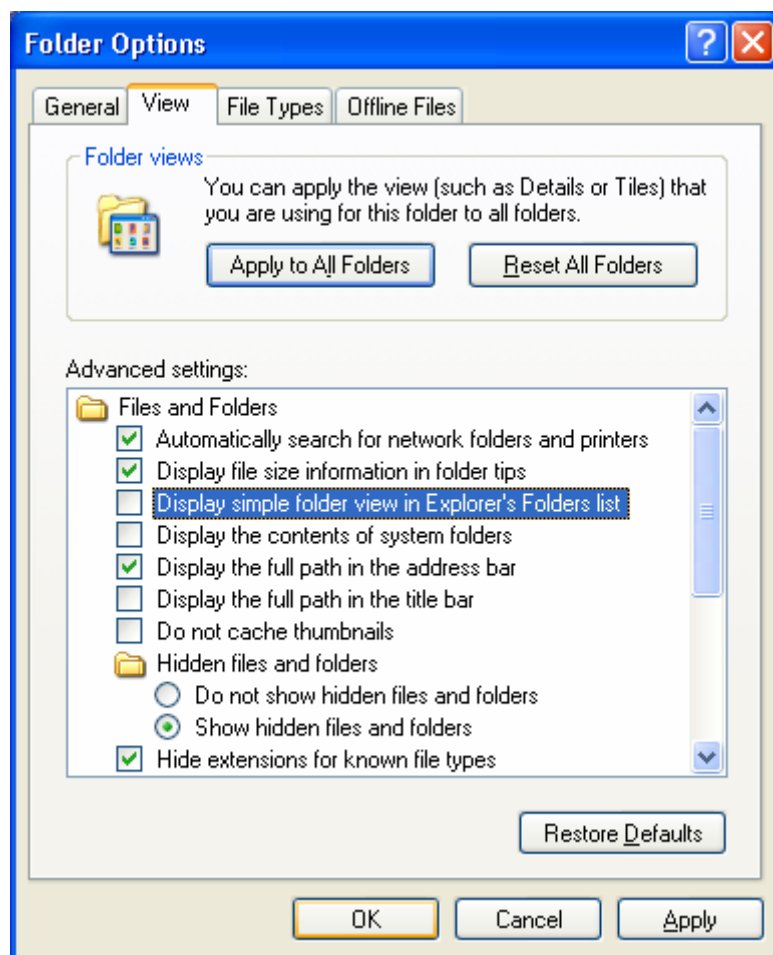 Folder Options
General View File Types Offline Files
Folder views
You can apply the view (such as Details or Tiles) that
you are using for this folder to all folders.
Apply to All Folders Reset All Folders
Advanced settings:
Files and Folders
Automatically search for network folders and printers
Display file size information in folder tips
Display simple folder view in Explorer's Folders list
Display the contents of system folders
Display the full path in the address bar
Display the full path in the title bar
Do not cache thumbnails
Hidden files and folders
Do not show hidden files and folders
Show hidden files and folders
Hide extensions for known file types
Restore Defaults
OK Cancel Apply